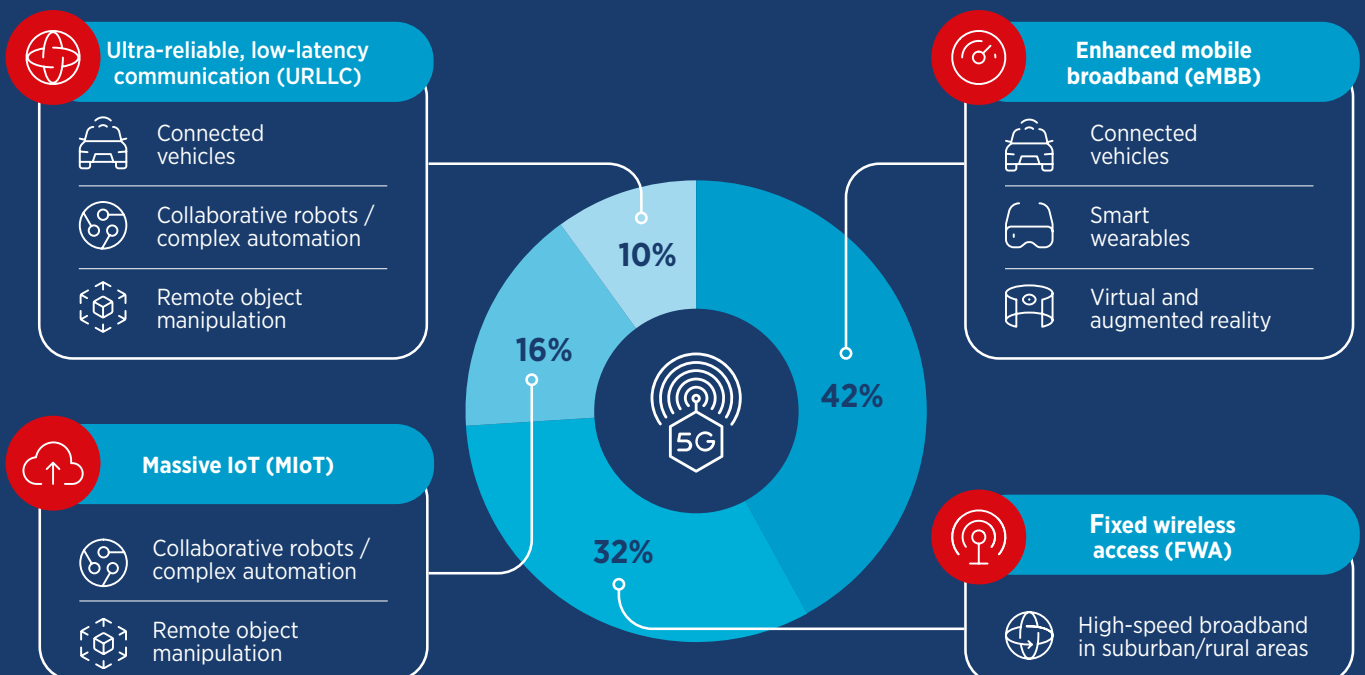 Ultra-reliable, low-latency
communication (URLLC)
Connected
vehicles
Collaborative robots /
complex automation
Remote object
manipulation
Enhanced mobile
broadband (eMBB)
Connected
vehicles
Smart
wearables
Virtual and
augmented reality
10%
16%
42%
32%
5G
Massive IoT (MIoT)
Collaborative robots /
complex automation
Remote object
manipulation
Fixed wireless
access (FWA)
High-speed broadband
in suburban/rural areas